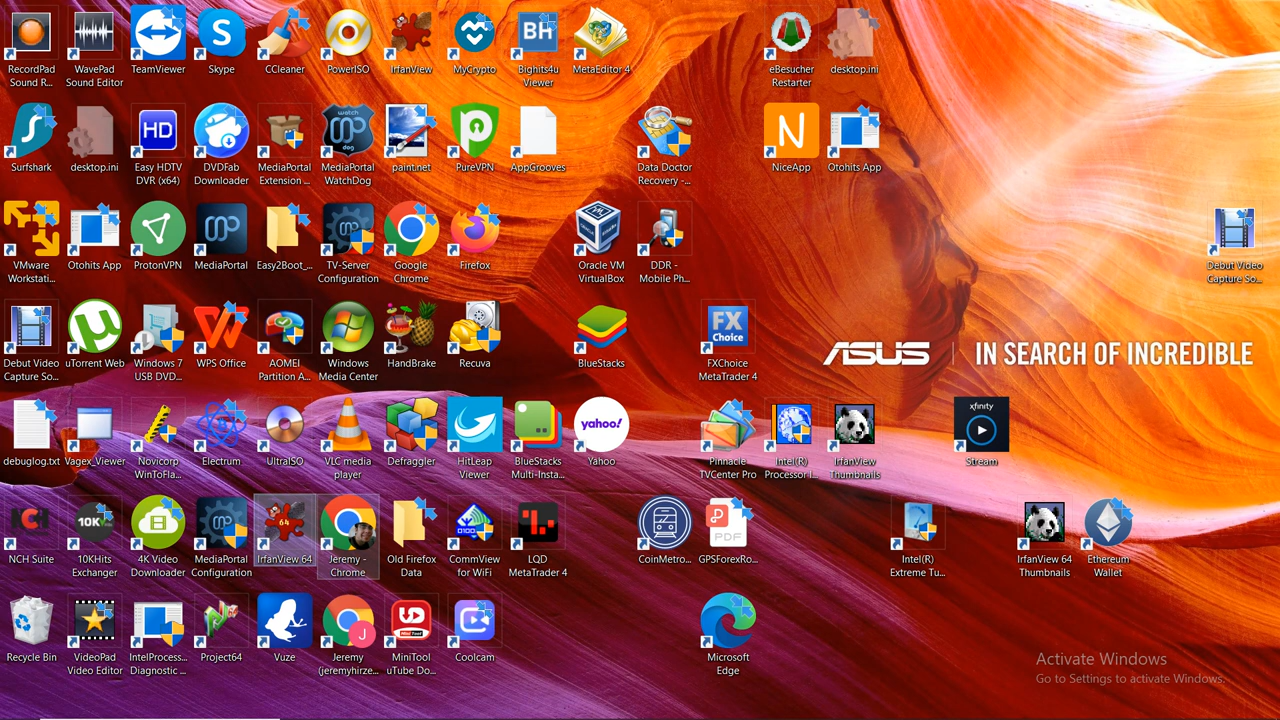 RecordPad
Sound R...
WavePad
Sound Editor
TeamViewer
Skype
CCleaner
PowerISO
IrfanView
MyCrypto
BH
Bighits4u
Viewer
MetaEditor 4
eBesucher
Restarter
desktop.ini
Surfshark
desktop.ini
HD
Easy HDTV
DVR (x64)
DVDFab
Downloader
MediaPortal
Extension ...
watch
dog
MediaPortal
WatchDog
paint.net
PureVPN
AppGrooves
Data Doctor
Recovery -...
N
NiceApp
Otohits App
VMware
Workstati...
Otohits App
ProtonVPN
MediaPortal
Easy2Boot_...
TV-Server
Configuration
Google
Chrome
Firefox
Oracle VM
VirtualBox
DDR -
Mobile Ph...
Debut Video
Capture So...
Debut Video
Capture So...
uTorrent Web
Windows 7
USB DVD...
WPS Office
AOMEI
Partition A...
Windows
Media Center
HandBrake
Recuva
BlueStacks
FX
Choice
FXChoice
MetaTrader 4
ASUS
IN SEARCH OF INCREDIBLE
debuglog.txt
Vagex_Viewer
Novicorp
WinToFla...
Electrum
UltraISO
VLC media
player
Defraggler
HitLeap
Viewer
BlueStacks
Multi-Insta...
yahoo!
Yahoo
Pinnacle
TVCenter Pro
Intel(R)
Processor I...
IrfanView
Thumbnails
xfinity
Stream
NCH
NCH Suite
10K
10KHits
Exchanger
4K Video
Downloader
MediaPortal
Configuration
64
IrfanView 64
Jeremy -
Chrome
Old Firefox
Data
0100
CommView
for WiFi
LQD
MetaTrader 4
CoinMetro...
PDF
GPSForexRo...
Intel(R)
Extreme Tu...
IrfanView 64
Thumbnails
Ethereum
Wallet
Recycle Bin
VideoPad
Video Editor
IntelProcess...
Diagnostic ...
Project64
Vuze
J
Jeremy
(jeremyhirze...
UD
MiniTool
MiniTool
uTube Do...
Coolcam
Microsoft
Edge
Activate Windows
Go to Settings to activate Windows.